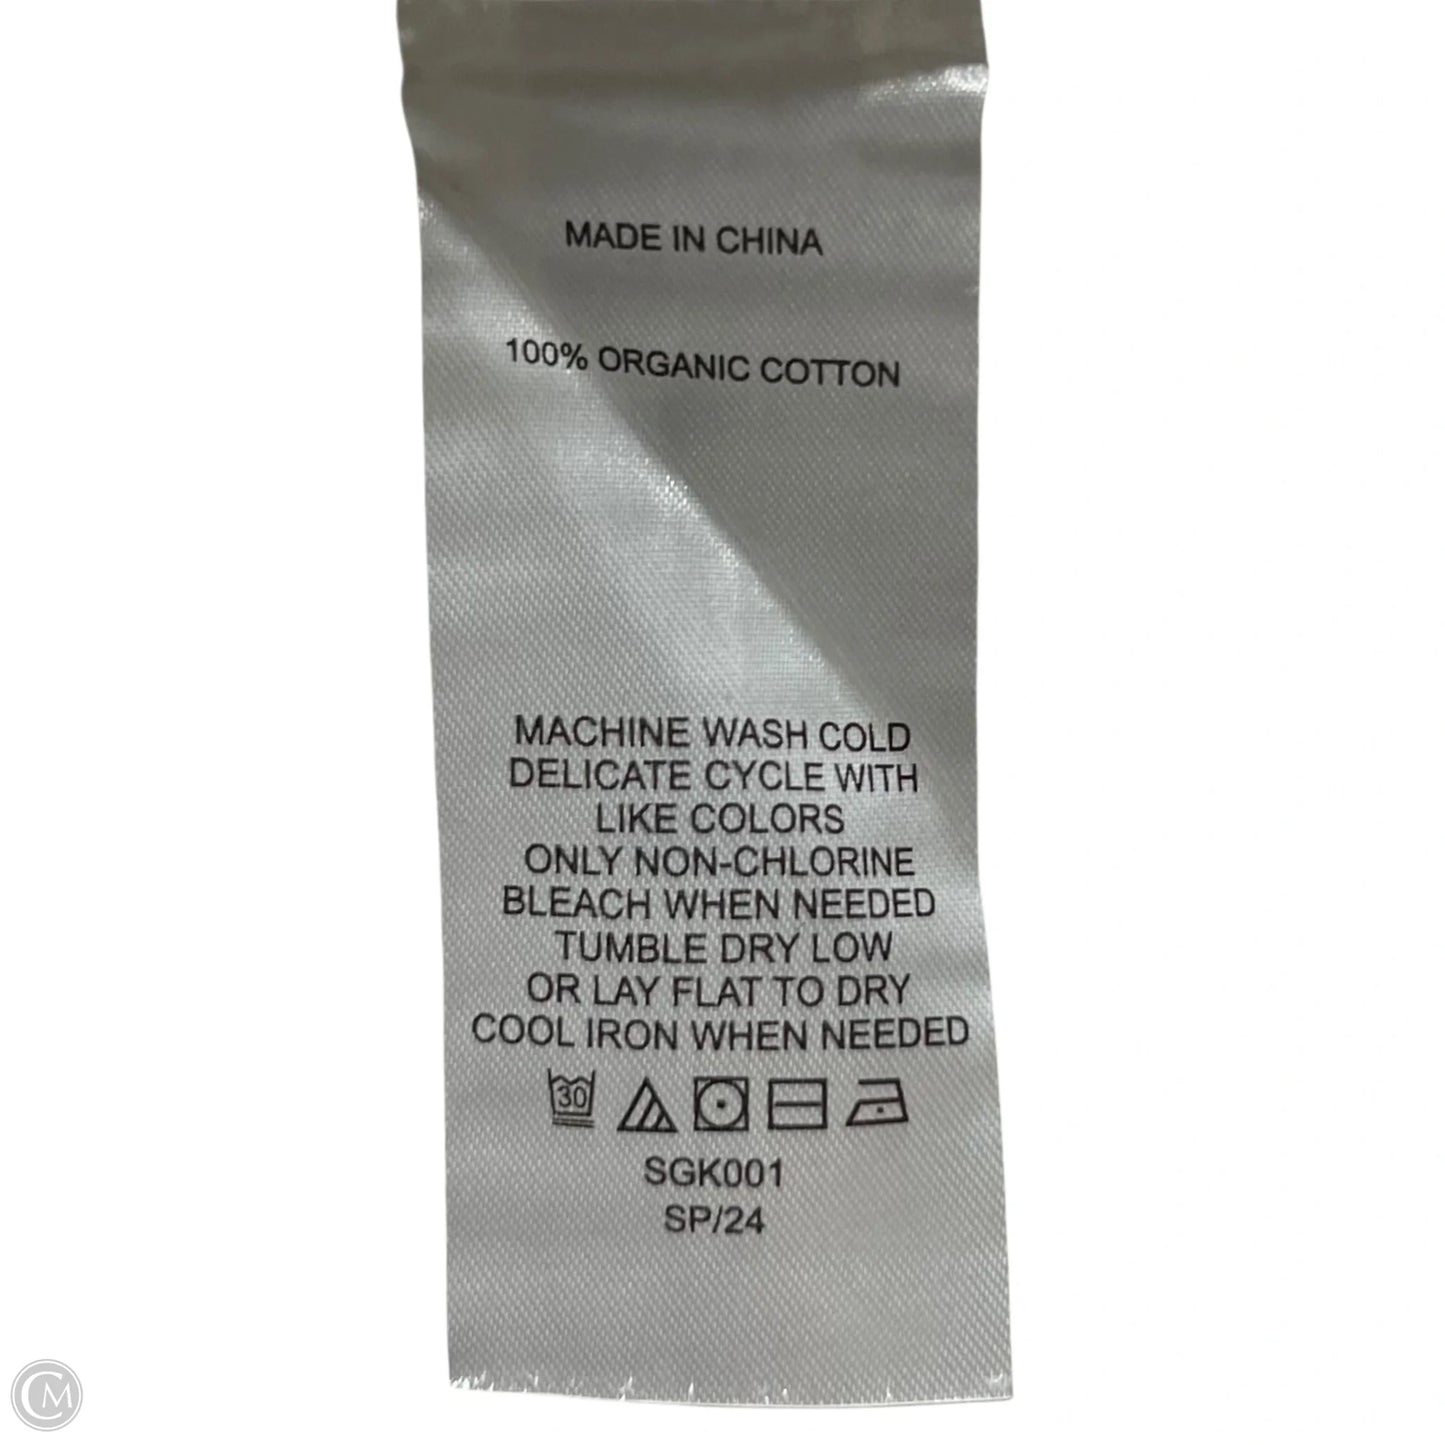 MADE IN CHINA
100% ORGANIC COTTON
MACHINE WASH COLD
DELICATE CYCLE WITH
LIKE COLORS
ONLY NON-CHLORINE
BLEACH WHEN NEEDED
TUMBLE DRY LOW
OR LAY FLAT TO DRY
COOL IRON WHEN NEEDED
30
SGK001
SP/24
CM